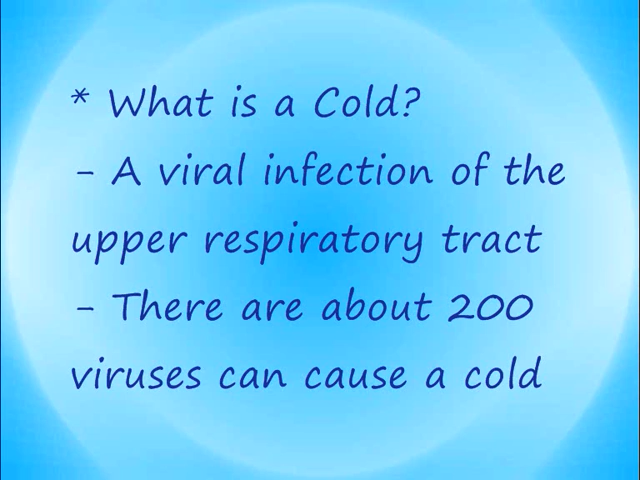 * What is a Cold?
- A viral infection of the
upper respiratory tract
- There are about 200
viruses can cause a cold